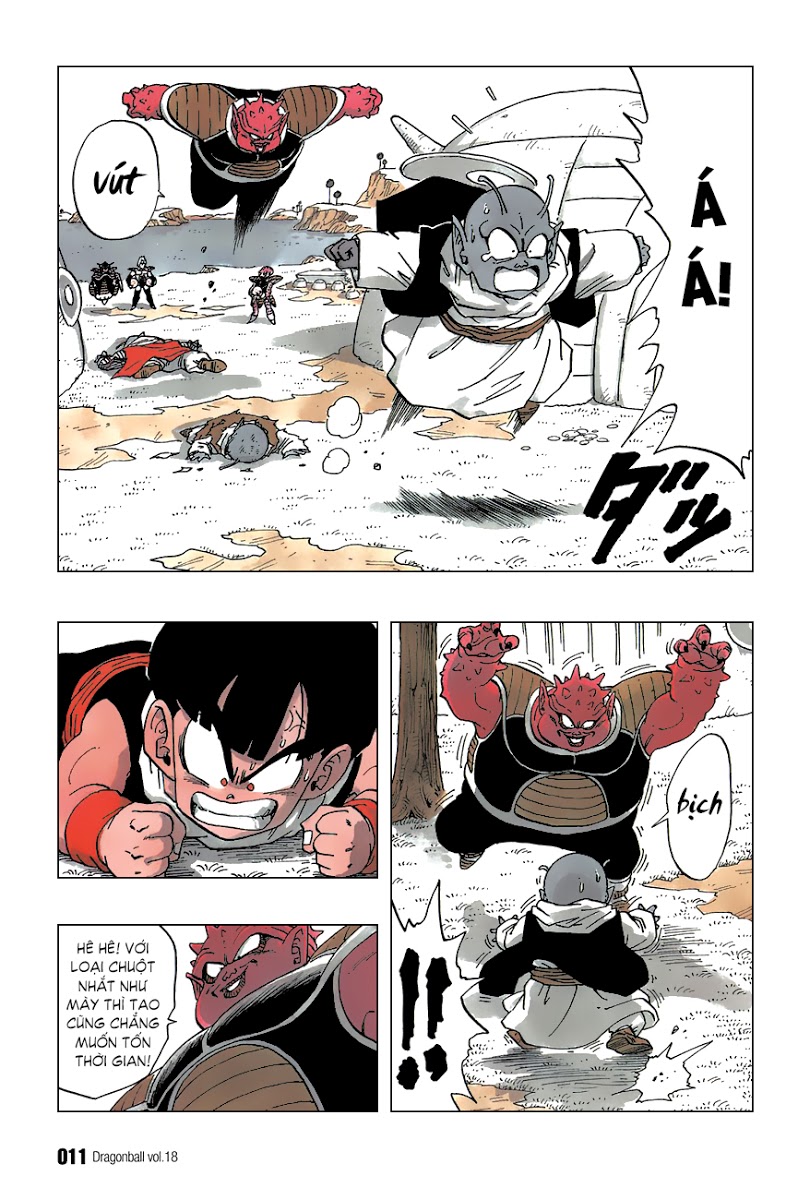 vút
Á
Á!
ダッ
bịch
!!
HÊ HÊ! VỚI
LOẠI CHUỘT
NHẮT NHƯ
MÀY THÌ TAO
CŨNG CHẲNG
MUỐN TỐN
THỜI GIAN!
011 Dragonball vol.18